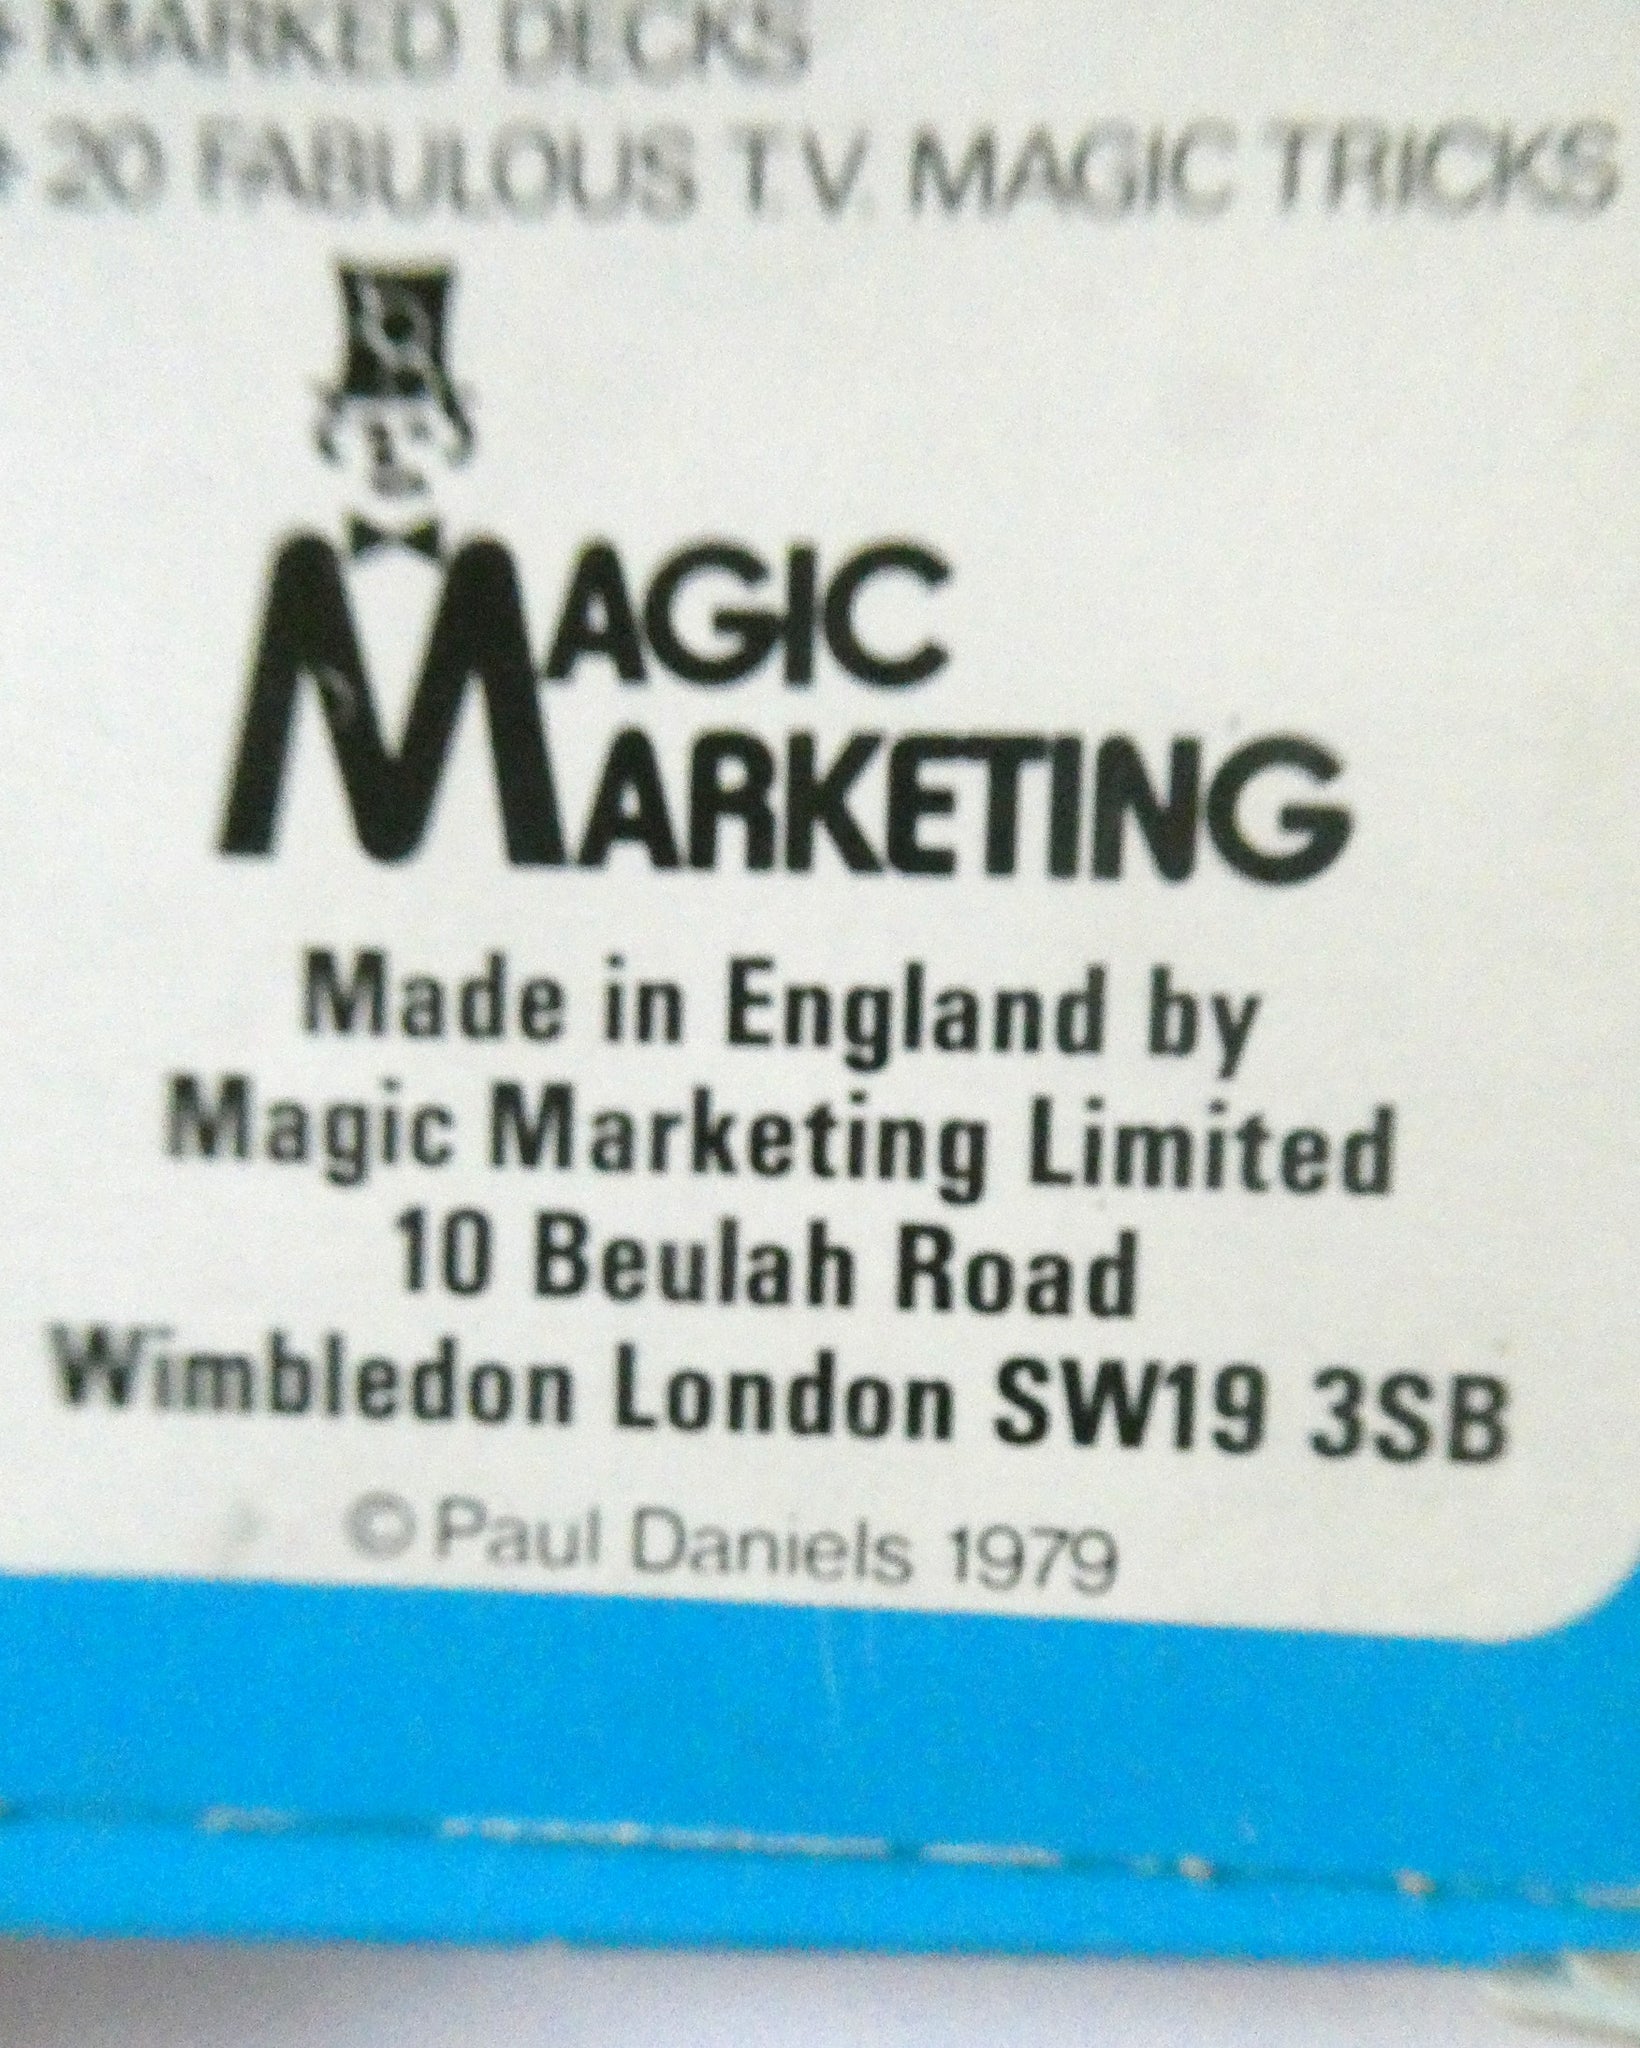 • MARKED DECKS
• 20 FABULOUS T.V. MAGIC TRICKS
MAGIC
MARKETING
Made in England by
Magic Marketing Limited
10 Beulah Road
Wimbledon London SW19 3SB
© Paul Daniels 1979